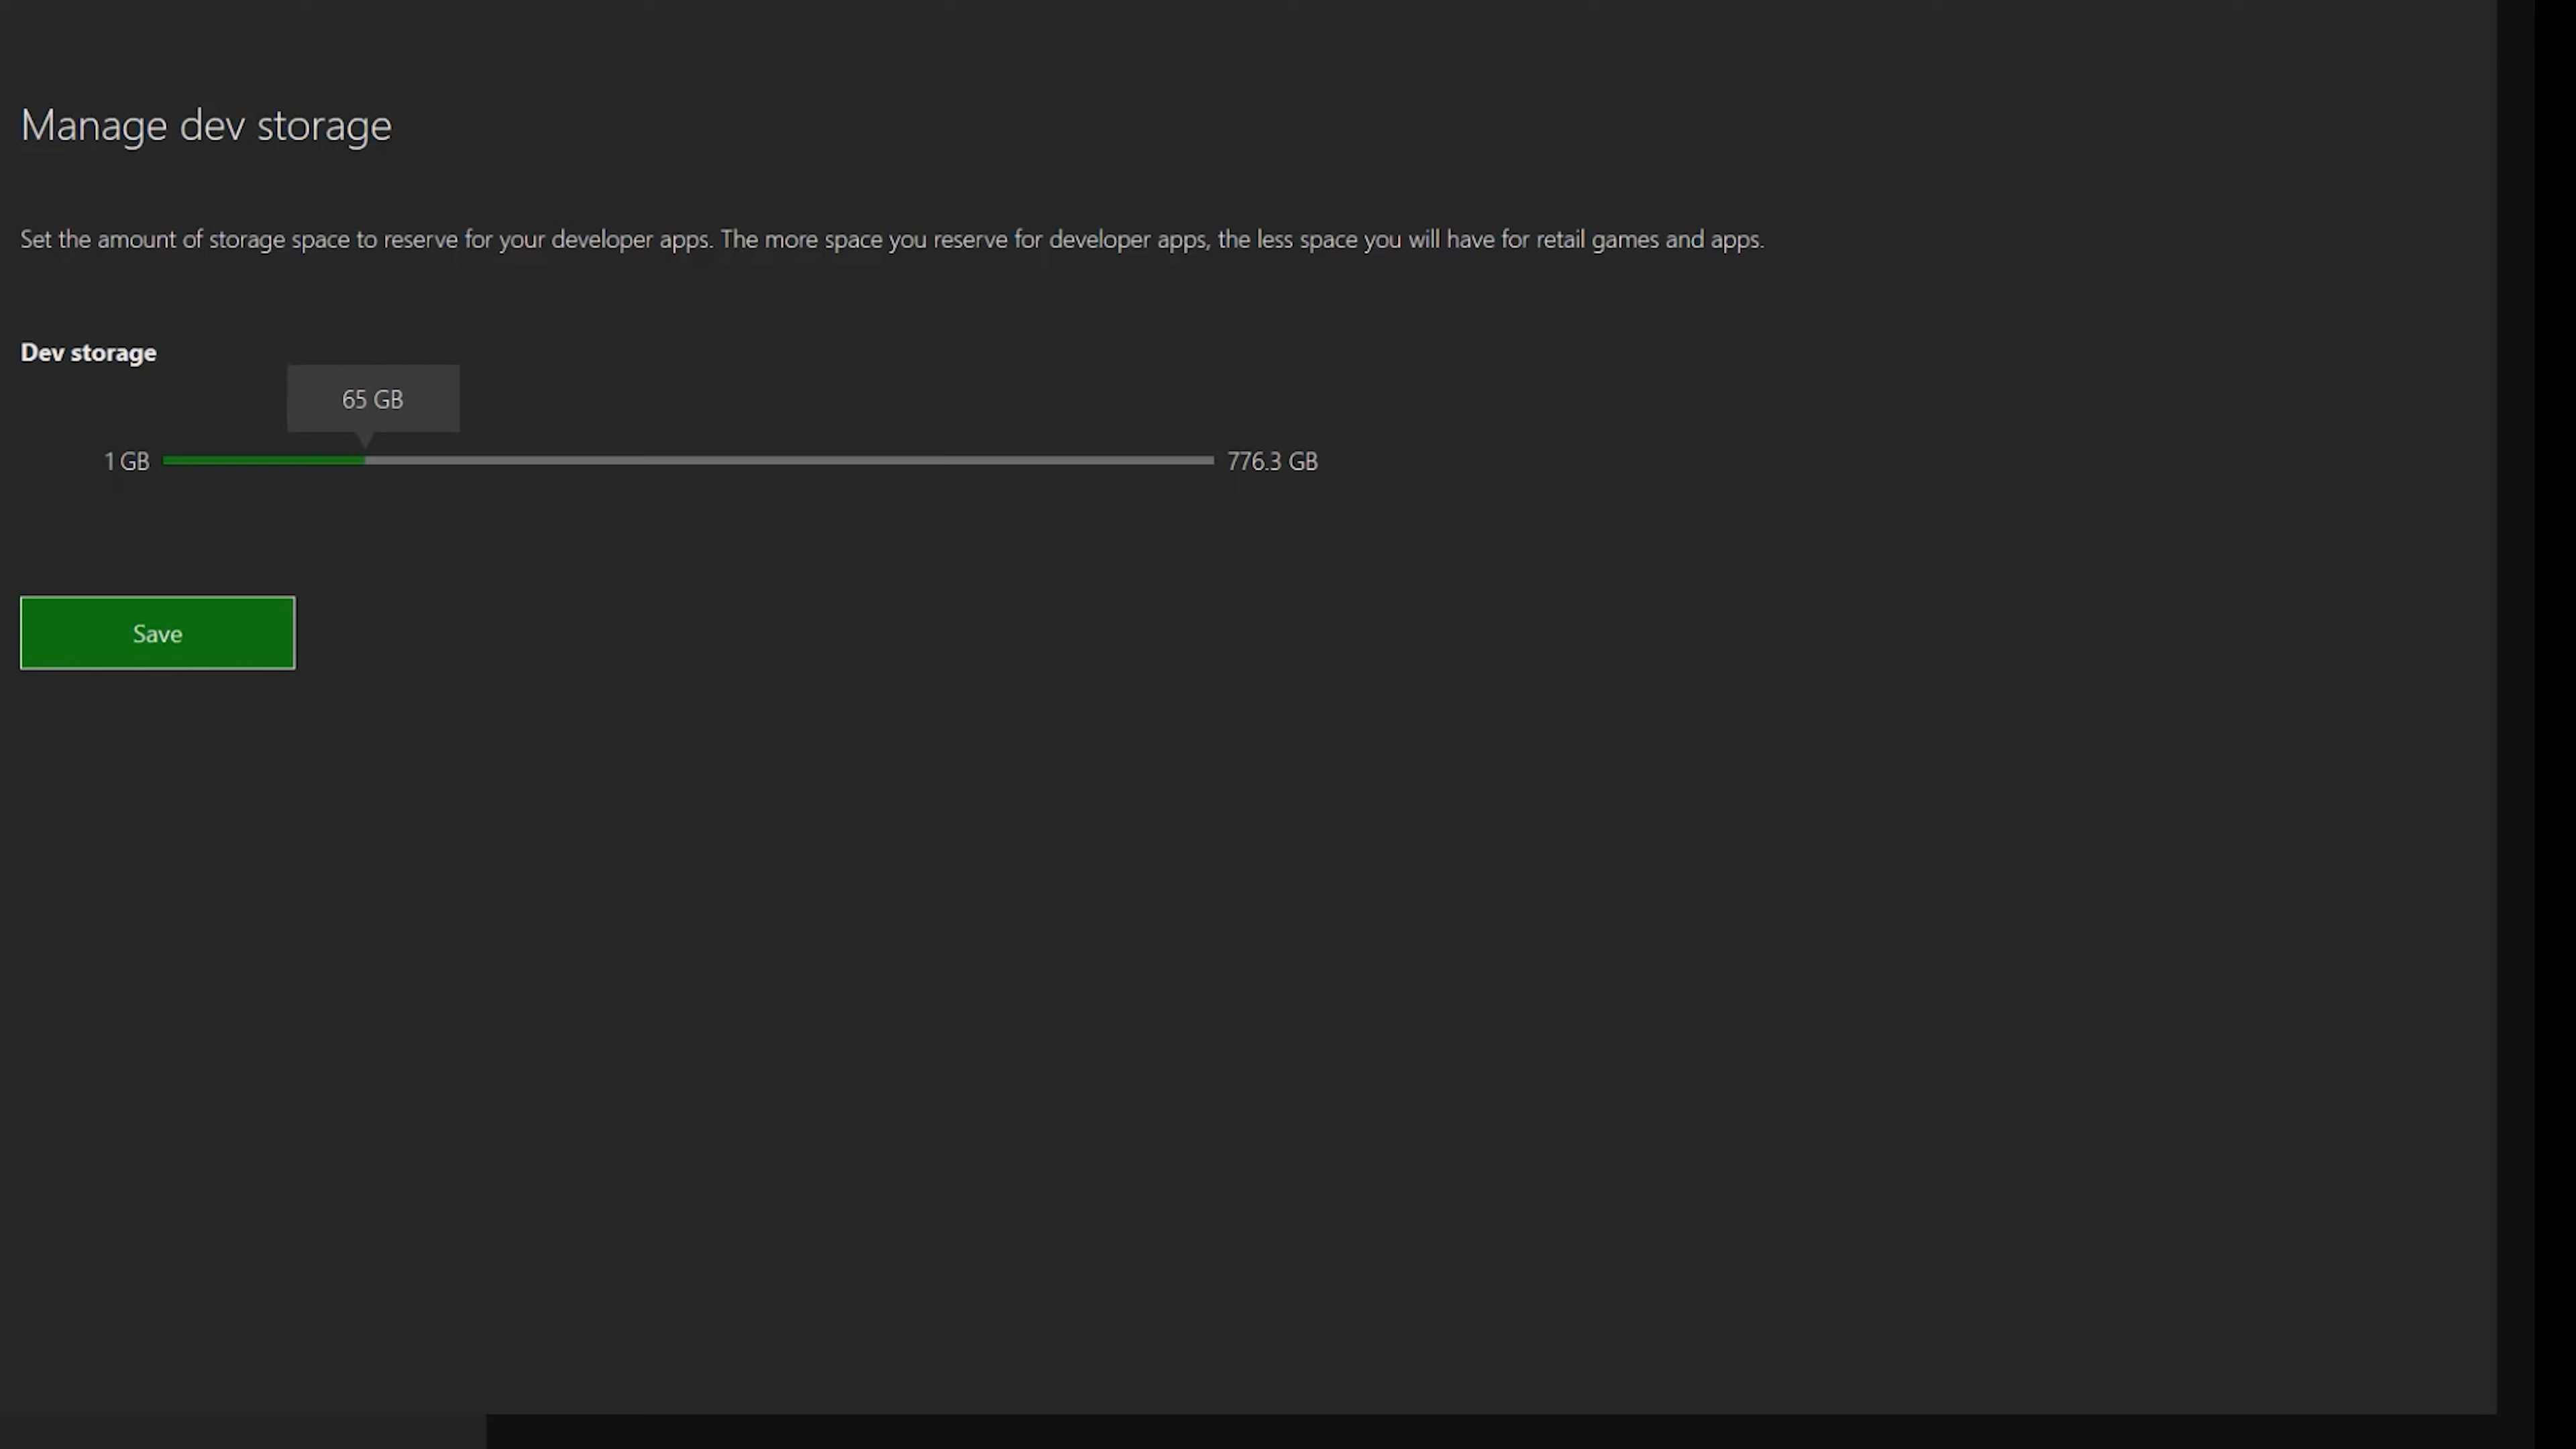 Manage dev storage
Set the amount of storage space to reserve for your developer apps. The more space you reserve for developer apps, the less space you will have for retail games and apps.
Dev storage
65 GB
1 GB 776.3 GB
Save